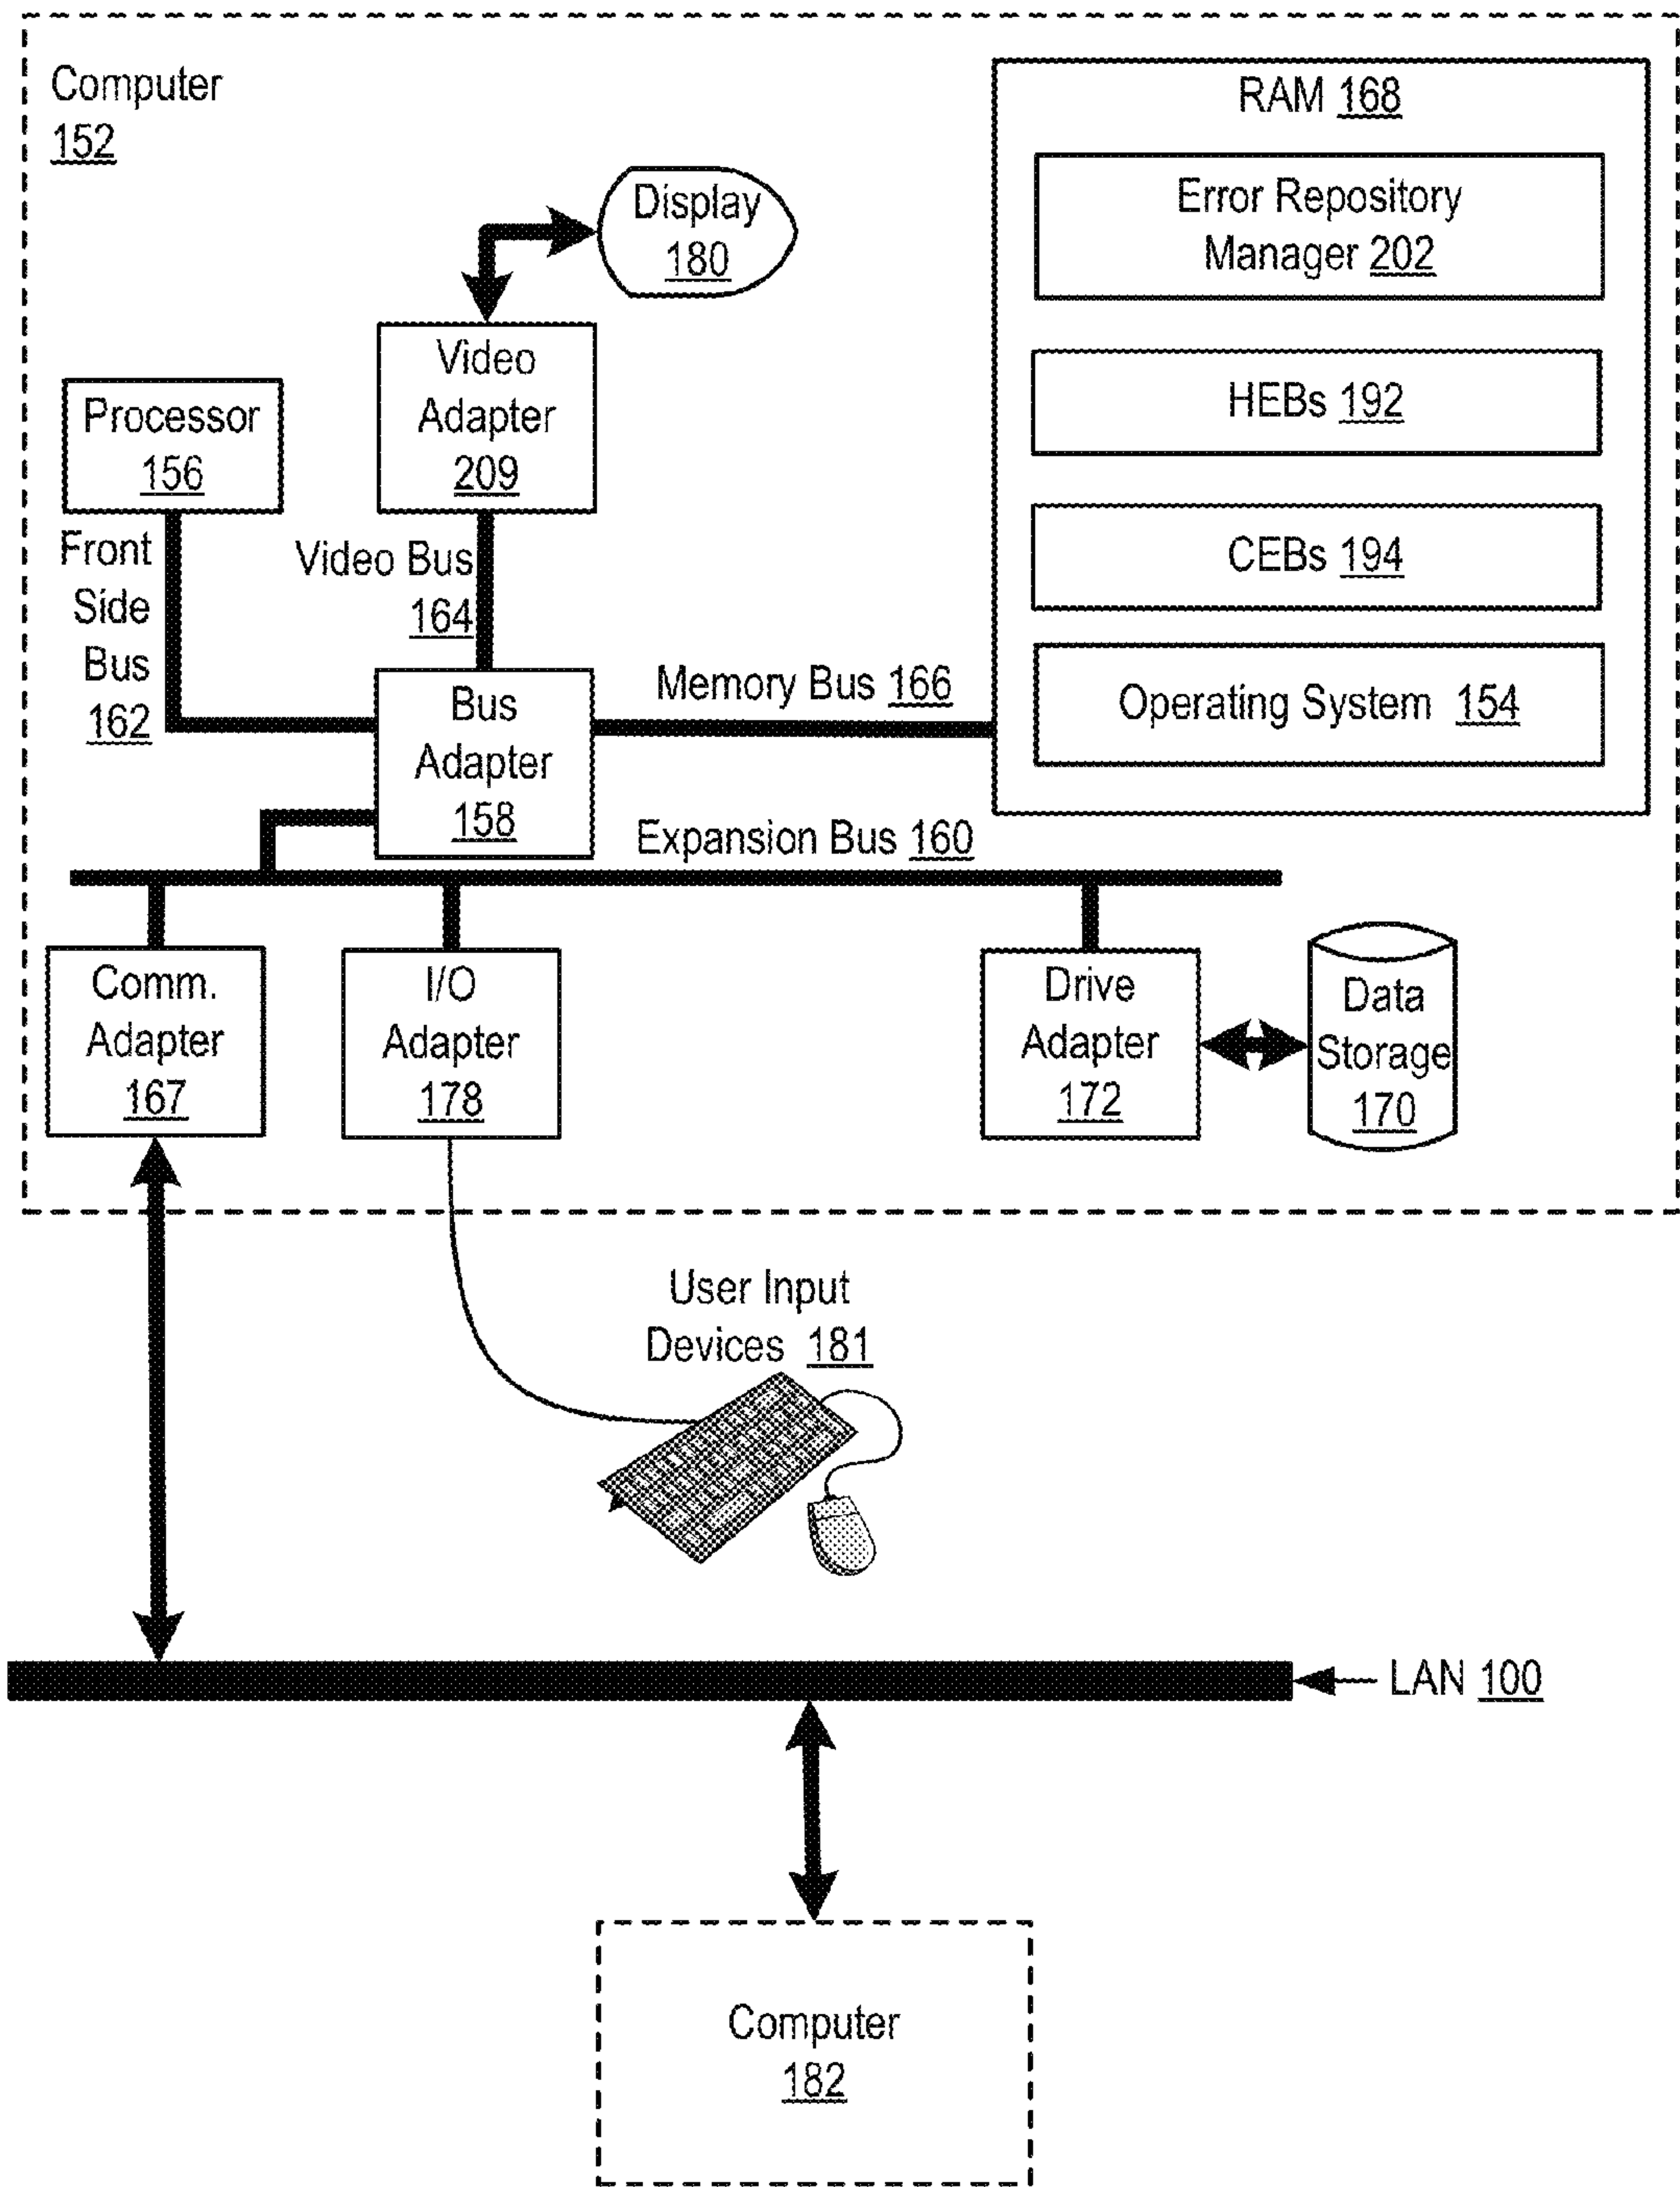 Computer
152
RAM 168
Error Repository
Manager 202
HEBs 192
CEBs 194
Operating System 154
Display
180
Video
Adapter
209
Processor
156
Front
Side
Bus
162
Video Bus
164
Bus
Adapter
158
Memory Bus 166
Expansion Bus 160
Comm.
Adapter
167
I/O
Adapter
178
Drive
Adapter
172
Data
Storage
170
User Input
Devices 181
LAN 100
Computer
182